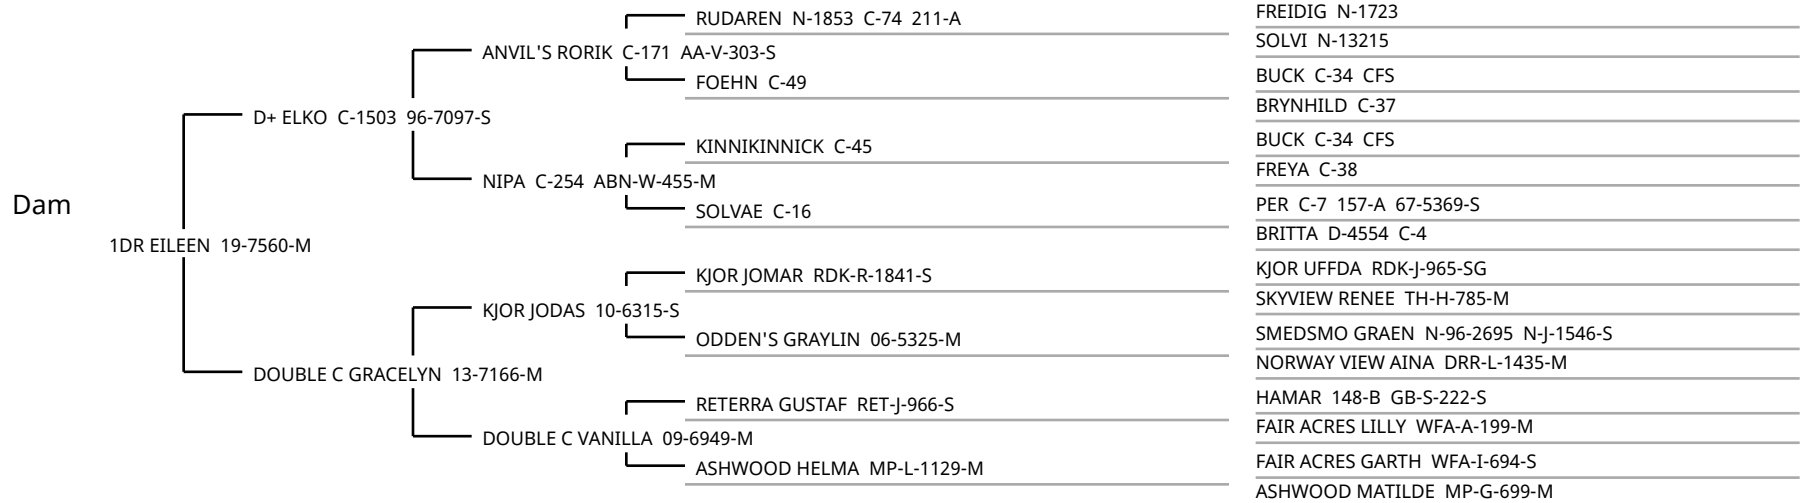 Dam
1DR EILEEN 19-7560-M
D+ ELKO C-1503 96-7097-S
DOUBLE C GRACELYN 13-7166-M
ANVIL'S RORIK C-171 AA-V-303-S
NIPA C-254 ABN-W-455-M
KJOR JODAS 10-6315-S
DOUBLE C VANILLA 09-6949-M
RUDAREN N-1853 C-74 211-A
FOEHN C-49
KINNIKINNICK C-45
SOLVAE C-16
KJOR JOMAR RDK-R-1841-S
ODDEN'S GRAYLIN 06-5325-M
RETERRA GUSTAF RET-J-966-S
ASHWOOD HELMA MP-L-1129-M
FREIDIG N-1723
SOLVI N-13215
BUCK C-34 CFS
BRYNHILD C-37
BUCK C-34 CFS
FREYA C-38
PER C-7 157-A 67-5369-S
BRITTA D-4554 C-4
KJOR UFFDA RDK-J-965-SG
SKYVIEW RENEE TH-H-785-M
SMEDSMO GRAEN N-96-2695 N-J-1546-S
NORWAY VIEW AINA DRR-L-1435-M
HAMAR 148-B GB-S-222-S
FAIR ACRES LILLY WFA-A-199-M
FAIR ACRES GARTH WFA-I-694-S
ASHWOOD MATILDE MP-G-699-M